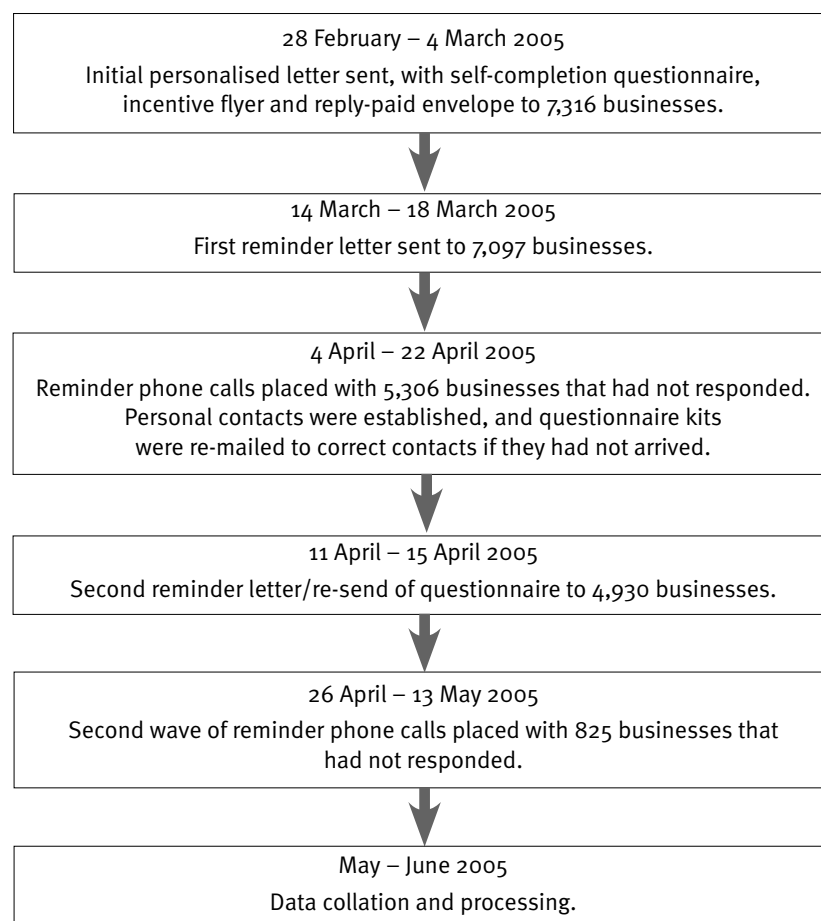 28 February – 4 March 2005
Initial personalised letter sent, with self-completion questionnaire,
incentive flyer and reply-paid envelope to 7,316 businesses.
14 March – 18 March 2005
First reminder letter sent to 7,097 businesses.
4 April – 22 April 2005
Reminder phone calls placed with 5,306 businesses that had not responded.
Personal contacts were established, and questionnaire kits
were re-mailed to correct contacts if they had not arrived.
11 April – 15 April 2005
Second reminder letter/re-send of questionnaire to 4,930 businesses.
26 April – 13 May 2005
Second wave of reminder phone calls placed with 825 businesses that
had not responded.
May – June 2005
Data collation and processing.